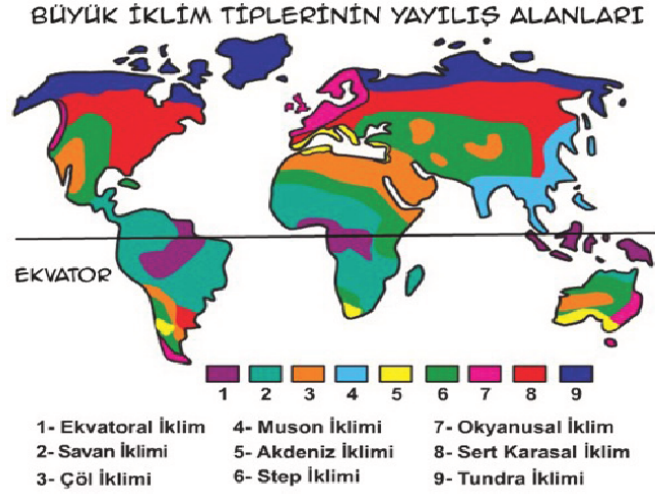 BÜYÜK İKLİM TİPLERİNİN YAYILIŞ ALANLARI
EKVATOR
1 2 3 4 5 6 7 8 9
1- Ekvatoral İklim 4- Muson İklimi 7- Okyanusal İklim
2- Savan İklimi 5- Akdeniz İklimi 8- Sert Karasal İklim
3- Çöl İklimi 6- Step İklimi 9- Tundra İklimi